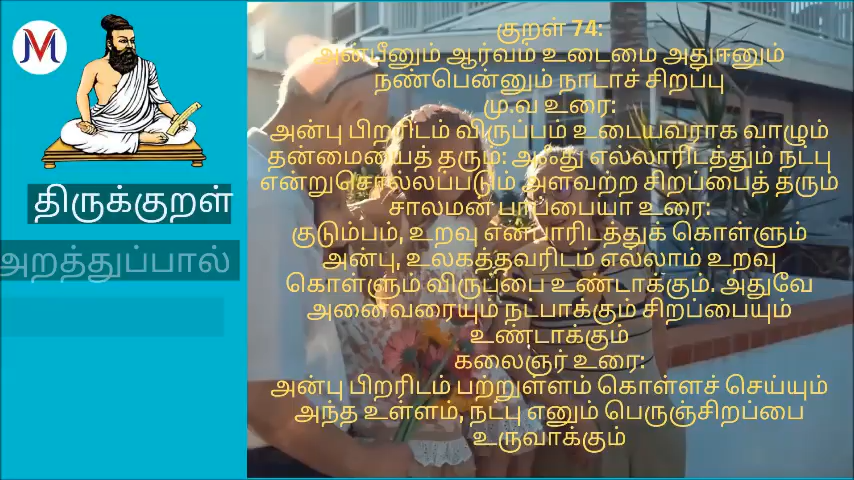 M
திருக்குறள்
அறத்துப்பால்
குறள் 74:
அன்பீனும் ஆர்வம் உடைமை அதுஈனும்
நண்பென்னும் நாடாச் சிறப்பு
மு.வ உரை:
அன்பு பிறரிடம் விருப்பம் உடையவராக வாழும்
தன்மையைத் தரும்: அஃது எல்லாரிடத்தும் நட்பு
என்றுசொல்லப்படும் அளவற்ற சிறப்பைத் தரும்
சாலமன் பாப்பையா உரை:
குடும்பம், உறவு என்பாரிடத்துக் கொள்ளும்
அன்பு, உலகத்தவரிடம் எல்லாம் உறவு
கொள்ளும் விருப்பை உண்டாக்கும். அதுவே
அனைவரையும் நட்பாக்கும் சிறப்பையும்
உண்டாக்கும்
கலைஞர் உரை:
அன்பு பிறரிடம் பற்றுள்ளம் கொள்ளச் செய்யும்
அந்த உள்ளம், நட்பு எனும் பெருஞ்சிறப்பை
உருவாக்கும்